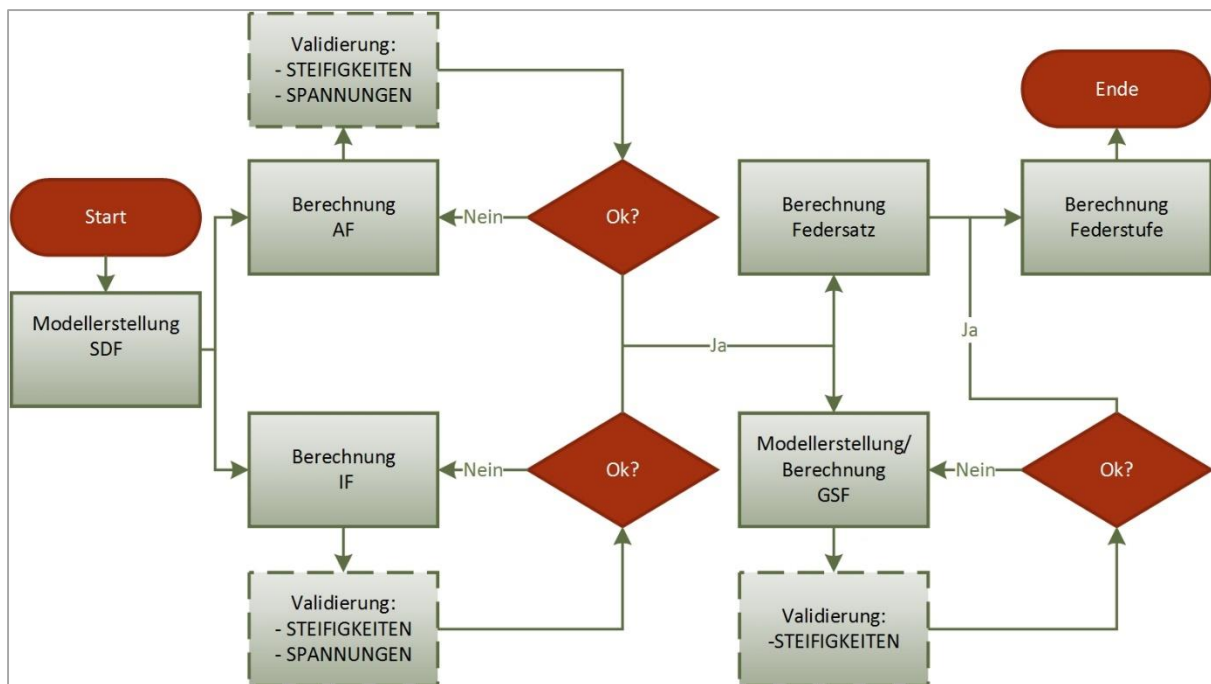 Start
Modellerstellung
SDF
Validierung:
- STEIFIGKEITEN
- SPANNUNGEN
Berechnung
AF
Nein
Ok?
Berechnung
IF
Nein
Ok?
Validierung:
- STEIFIGKEITEN
- SPANNUNGEN
Ja
Berechnung
Federsatz
Modellerstellung/
Berechnung
GSF
Validierung:
-STEIFIGKEITEN
Nein
Ok?
Ja
Berechnung
Federstufe
Ende